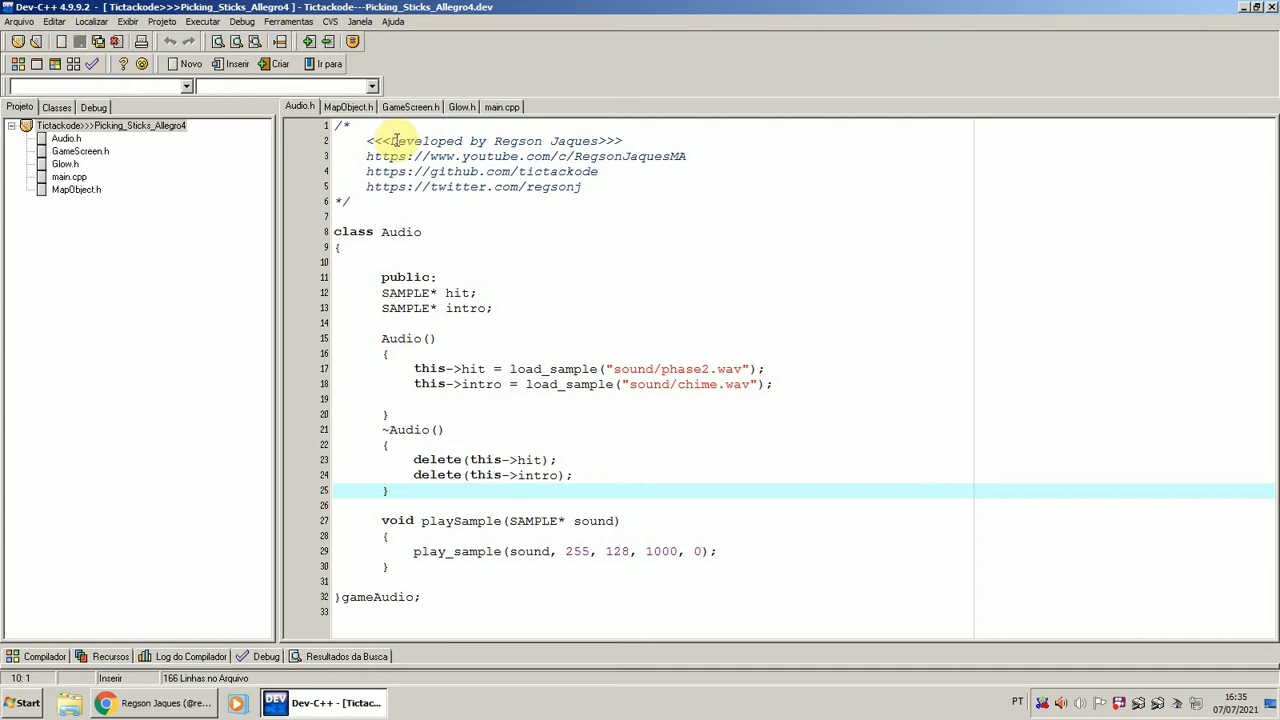 Dev-C++ 4.9.9.2 - [ Tictackode>>>Picking_Sticks_Allegro4 ] - Tictackode---Picking_Sticks_Allegro4.dev
Arquivo Editar Localizar Exibir Projeto Executar Debug Ferramentas CVS Janela Ajuda
Novo Inserir Criar Ir para
Projeto Classes Debug
Tictackode>>>Picking_Sticks_Allegro4
Audio.h
GameScreen.h
Glow.h
main.cpp
MapObject.h
Audio.h MapObject.h GameScreen.h Glow.h main.cpp
1 /*
2 <<<Developed by Regson Jaques>>>
3 https://www.youtube.com/c/RegsonJaquesMA
4 https://github.com/tictackode
5 https://twitter.com/regsonj
6 */
7
8 class Audio
9 {
10
11 public:
12 SAMPLE* hit;
13 SAMPLE* intro;
14
15 Audio()
16 {
17 this->hit = load_sample("sound/phase2.wav");
18 this->intro = load_sample("sound/chime.wav");
19
20 }
21 ~Audio()
22 {
23 delete(this->hit);
24 delete(this->intro);
25 }
26
27 void playSample(SAMPLE* sound)
28 {
29 play_sample(sound, 255, 128, 1000, 0);
30 }
31
32 }gameAudio;
33
Compilador Recursos Log do Compilador Debug Resultados da Busca
10: 1 Inserir 166 Linhas no Arquivo
Start Regson Jaques (@re... DEV Dev-C++ - [Tictac... PT 16:35
07/07/2021